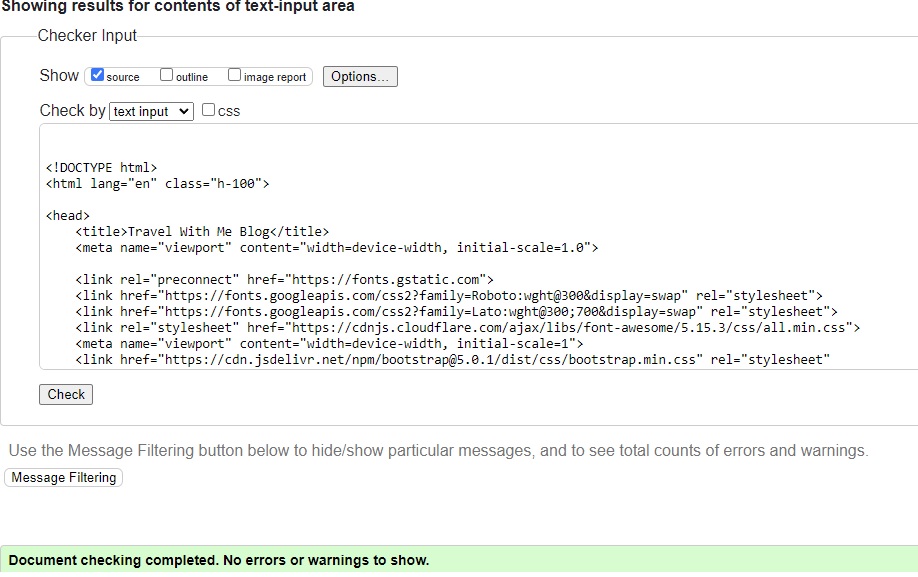 Showing results for contents of text-input area
Checker Input
Show source outline image report Options...
Check by text input css
<!DOCTYPE html>
<html lang="en" class="h-100">
<head>
<title>Travel With Me Blog</title>
<meta name="viewport" content="width=device-width, initial-scale=1.0">
<link rel="preconnect" href="https://fonts.gstatic.com">
<link href="https://fonts.googleapis.com/css2?family=Roboto:wght@300&display=swap" rel="stylesheet">
<link href="https://fonts.googleapis.com/css2?family=Lato:wght@300;700&display=swap" rel="stylesheet">
<link rel="stylesheet" href="https://cdnjs.cloudflare.com/ajax/libs/font-awesome/5.15.3/css/all.min.css">
<meta name="viewport" content="width=device-width, initial-scale=1">
<link href="https://cdn.jsdelivr.net/npm/bootstrap@5.0.1/dist/css/bootstrap.min.css" rel="stylesheet"
Check
Use the Message Filtering button below to hide/show particular messages, and to see total counts of errors and warnings.
Message Filtering
Document checking completed. No errors or warnings to show.